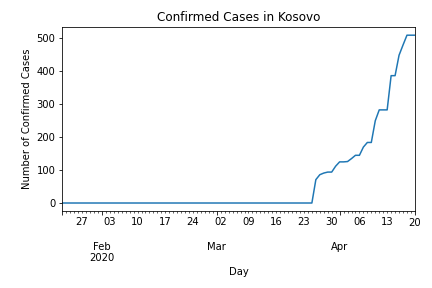 Confirmed Cases in Kosovo
Number of Confirmed Cases
500
400
300
200
100
0
27 03 10 17 24 02 09 16 23 30 06 13 20
Feb Mar Apr
2020
Day